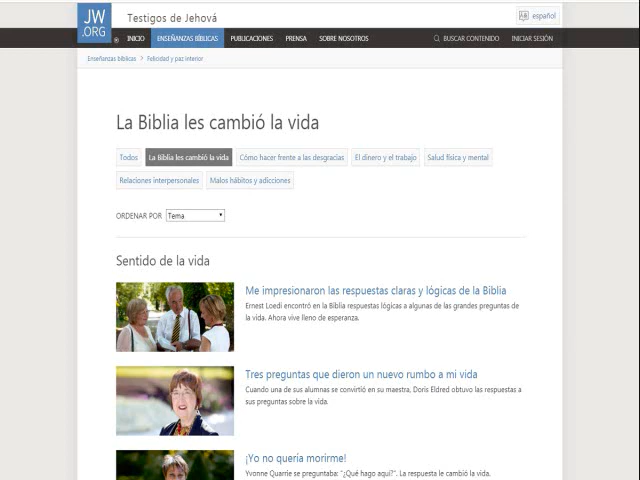 JW
.ORG
Testigos de Jehová
español
INICIO ENSEÑANZAS BÍBLICAS PUBLICACIONES PRENSA SOBRE NOSOTROS BUSCAR CONTENIDO INICIAR SESIÓN
Enseñanzas bíblicas > Felicidad y paz interior
La Biblia les cambió la vida
Todos La Biblia les cambió la vida Cómo hacer frente a las desgracias El dinero y el trabajo Salud física y mental
Relaciones interpersonales Malos hábitos y adicciones
ORDENAR POR Tema
Sentido de la vida
Me impresionaron las respuestas claras y lógicas de la Biblia
Ernest Loedi encontró en la Biblia respuestas lógicas a algunas de las grandes preguntas de
la vida. Ahora vive lleno de esperanza.
Tres preguntas que dieron un nuevo rumbo a mi vida
Cuando una de sus alumnas se convirtió en su maestra, Doris Eldred obtuvo las respuestas a
sus preguntas sobre la vida.
¡Yo no quería morirme!
Yvonne Quarrie se preguntaba: "¿Qué hago aquí?". La respuesta le cambió la vida.